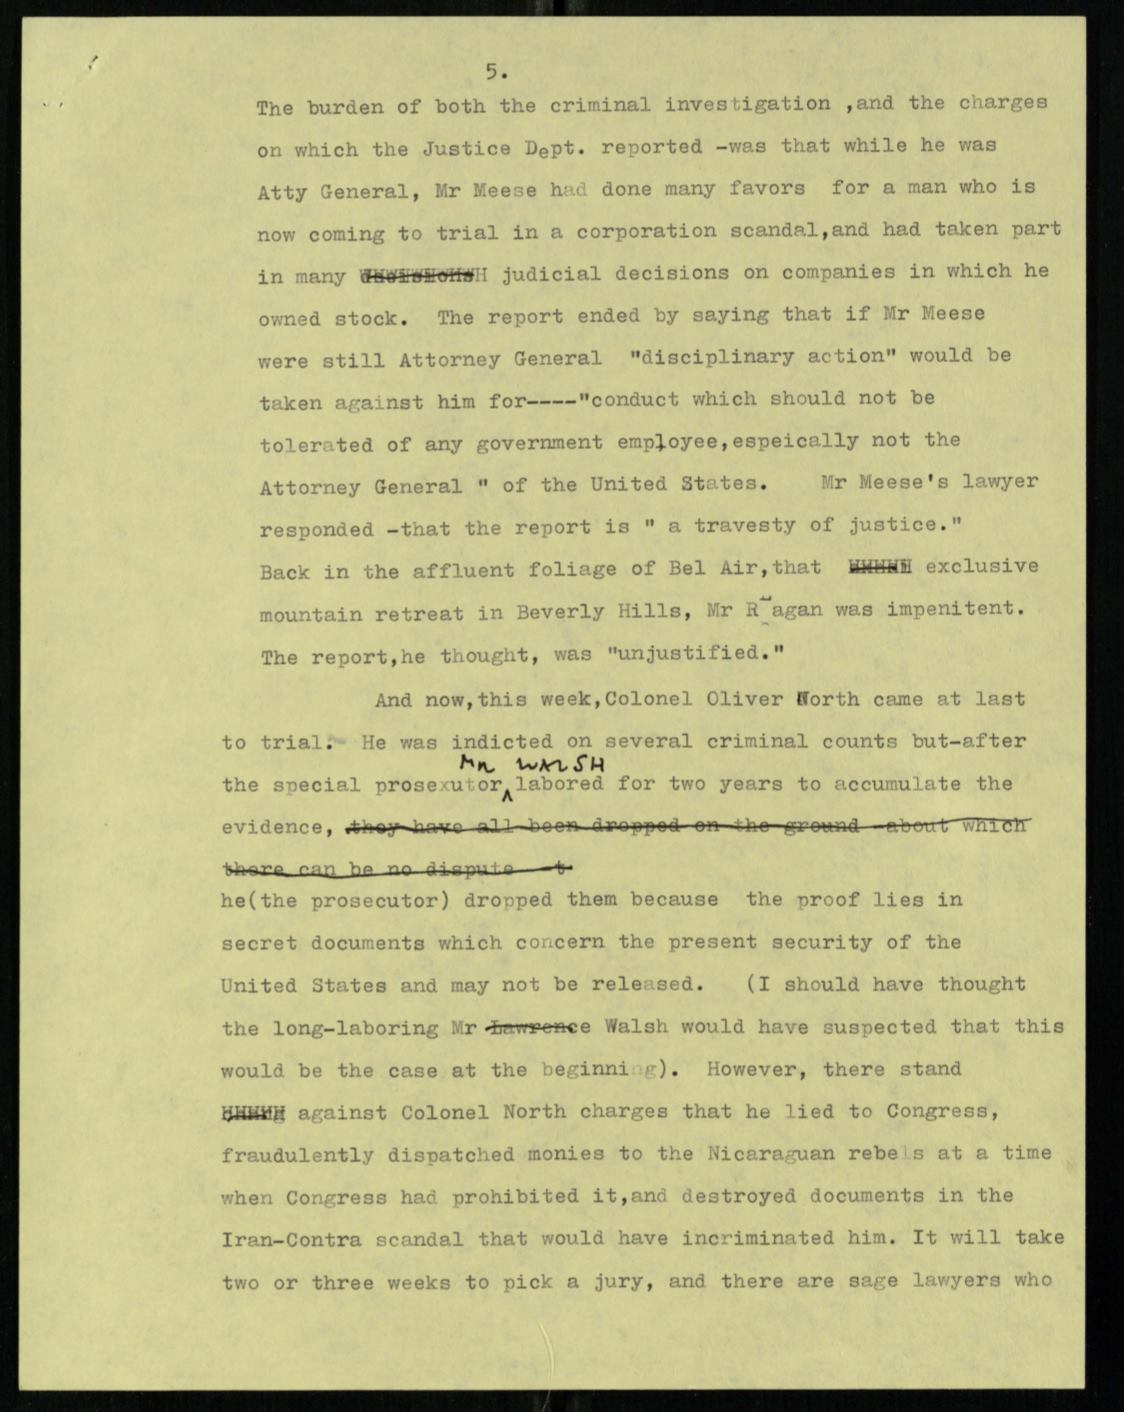 5.
The burden of both the criminal investigation ,and the charges
on which the Justice Dept. reported -was that while he was
Atty General, Mr Meese had done many favors  for a man who is
now coming to trial in a corporation scandal,and had taken part
in many judicial decisions on companies in which he
owned stock.  The report ended by saying that if Mr Meese
were still Attorney General  "disciplinary action" would be
taken against him for----"conduct which should not be
tolerated of any government employee,espeically not the
Attorney General " of the United States.    Mr Meese's lawyer
responded -that the report is " a travesty of justice."
Back in the affluent foliage of Bel Air,that exclusive
mountain retreat in Beverly Hills, Mr Reagan was impenitent.
The report,he thought, was "unjustified."
And now,this week,Colonel Oliver North came at last
to trial.  He was indicted on several criminal counts but-after
MR WALSH
the special prosexutor labored for two years to accumulate the
evidence, they have all been dropped on the ground -about which
there can be no dispute -t
he(the prosecutor) dropped them because  the proof lies in
secret documents which concern the present security of the
United States and may not be released.   (I should have thought
the long-laboring Mr Lawrence Walsh would have suspected that this
would be the case at the beginning).  However, there stand
against Colonel North charges that he lied to Congress,
fraudulently dispatched monies to the Nicaraguan rebels at a time
when Congress had prohibited it,and destroyed documents in the
Iran-Contra scandal that would have incriminated him. It will take
two or three weeks to pick a jury, and there are sage lawyers who